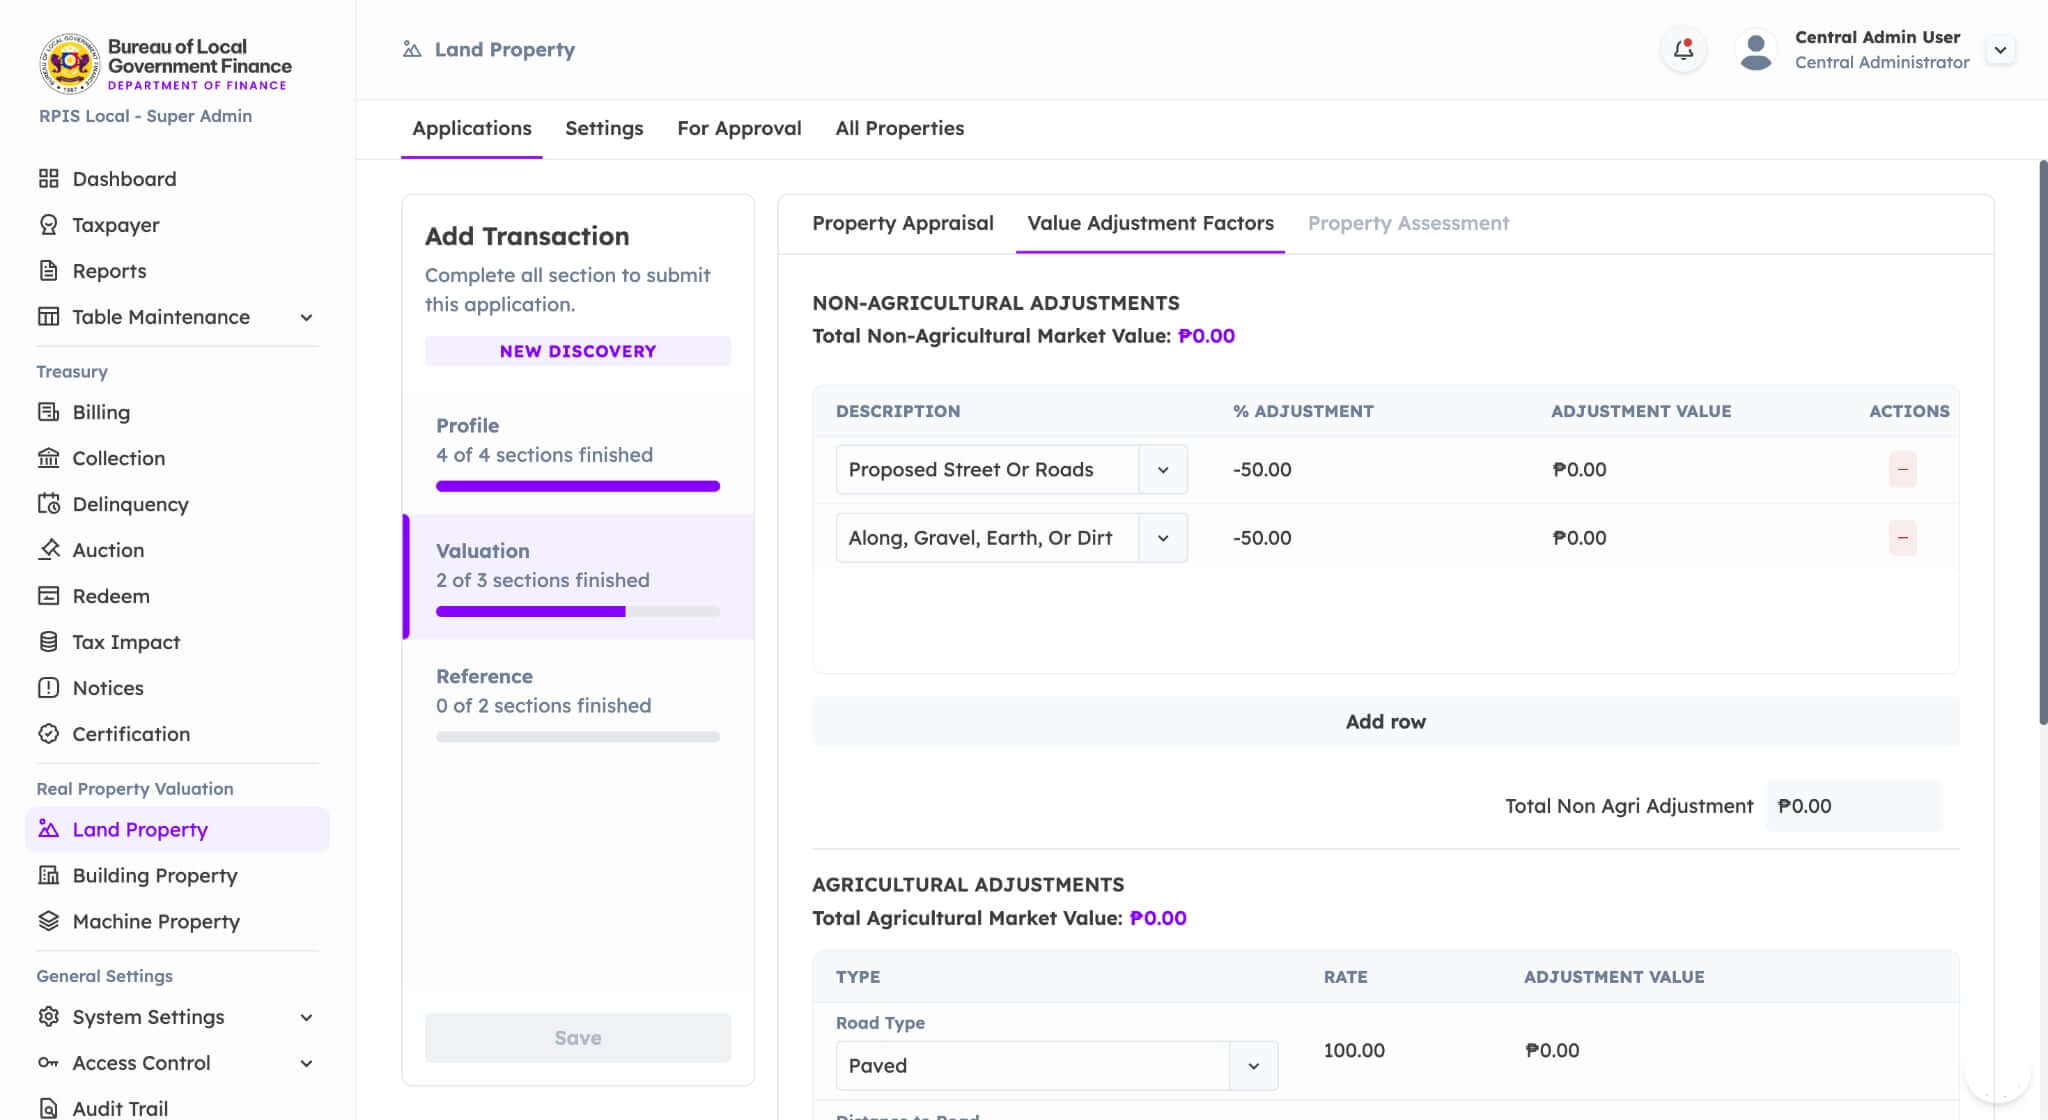 Bureau of Local
Government Finance
DEPARTMENT OF FINANCE
RPIS Local - Super Admin
Dashboard
Taxpayer
Reports
Table Maintenance
Treasury
Billing
Collection
Delinquency
Auction
Redeem
Tax Impact
Notices
Certification
Real Property Valuation
Land Property
Building Property
Machine Property
General Settings
System Settings
Access Control
Audit Trail
Land Property
Central Admin User
Central Administrator
Applications Settings For Approval All Properties
Add Transaction
Complete all section to submit
this application.
NEW DISCOVERY
Profile
4 of 4 sections finished
Valuation
2 of 3 sections finished
Reference
0 of 2 sections finished
Save
Property Appraisal Value Adjustment Factors Property Assessment
NON-AGRICULTURAL ADJUSTMENTS
Total Non-Agricultural Market Value: ₱0.00
DESCRIPTION % ADJUSTMENT ADJUSTMENT VALUE ACTIONS
Proposed Street Or Roads -50.00 ₱0.00
Along, Gravel, Earth, Or Dirt -50.00 ₱0.00
Add row
Total Non Agri Adjustment ₱0.00
AGRICULTURAL ADJUSTMENTS
Total Agricultural Market Value: ₱0.00
TYPE RATE ADJUSTMENT VALUE
Road Type
Paved 100.00 ₱0.00